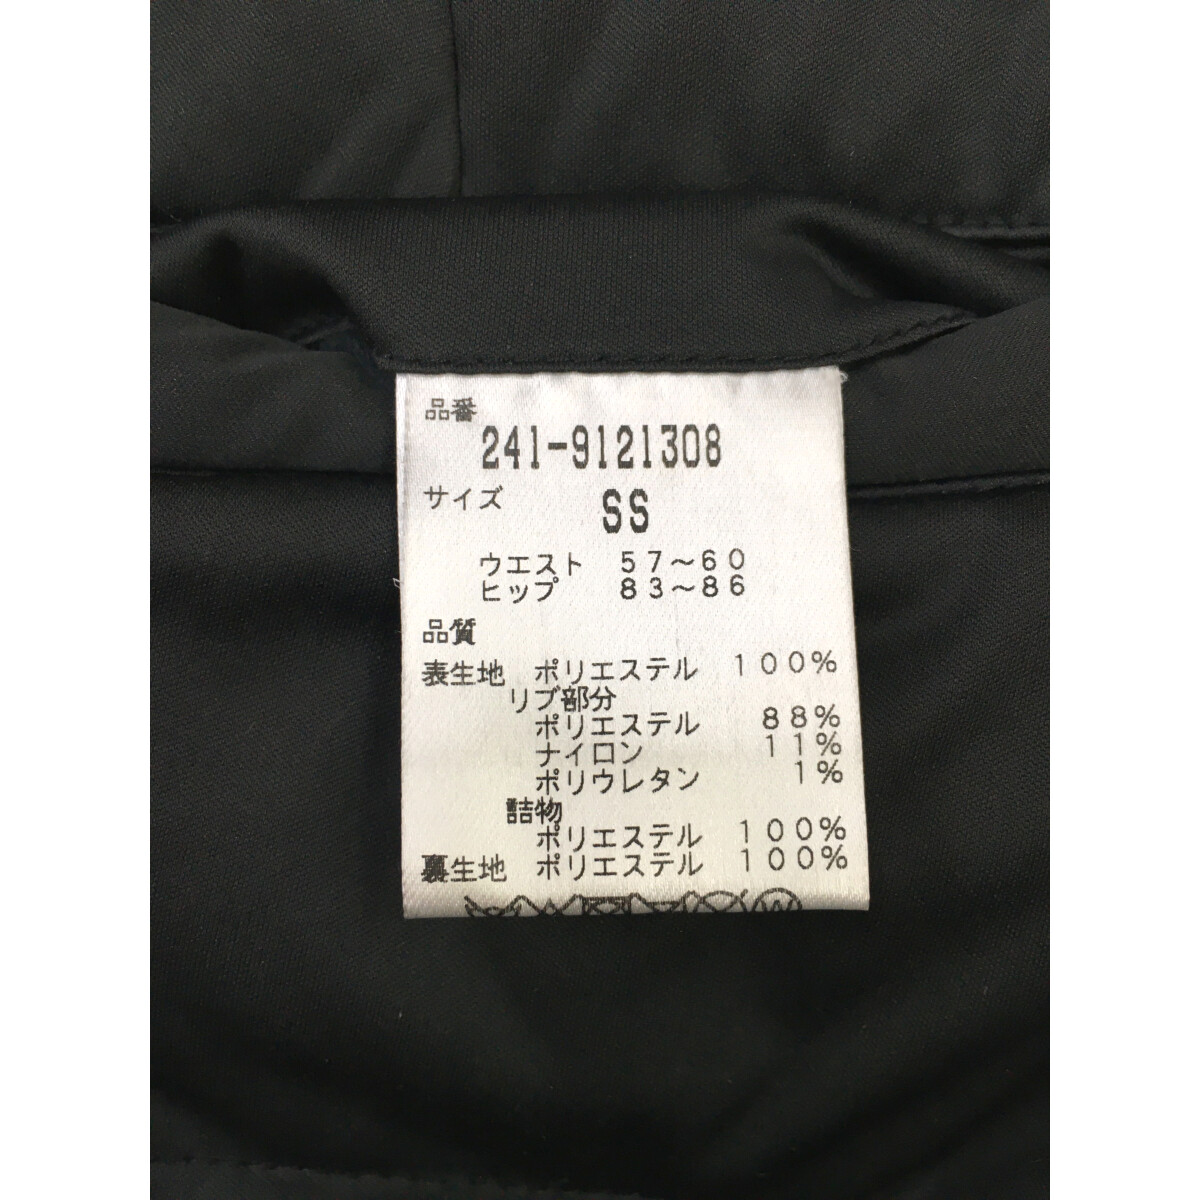 品番
241-9121308
サイズ SS
ウエスト 57～60
ヒップ 83～86
品質
表生地 ポリエステル 100%
リブ部分
ポリエステル 88%
ナイロン 11%
ポリウレタン 1%
詰物
ポリエステル 100%
裏生地 ポリエステル 100%
W